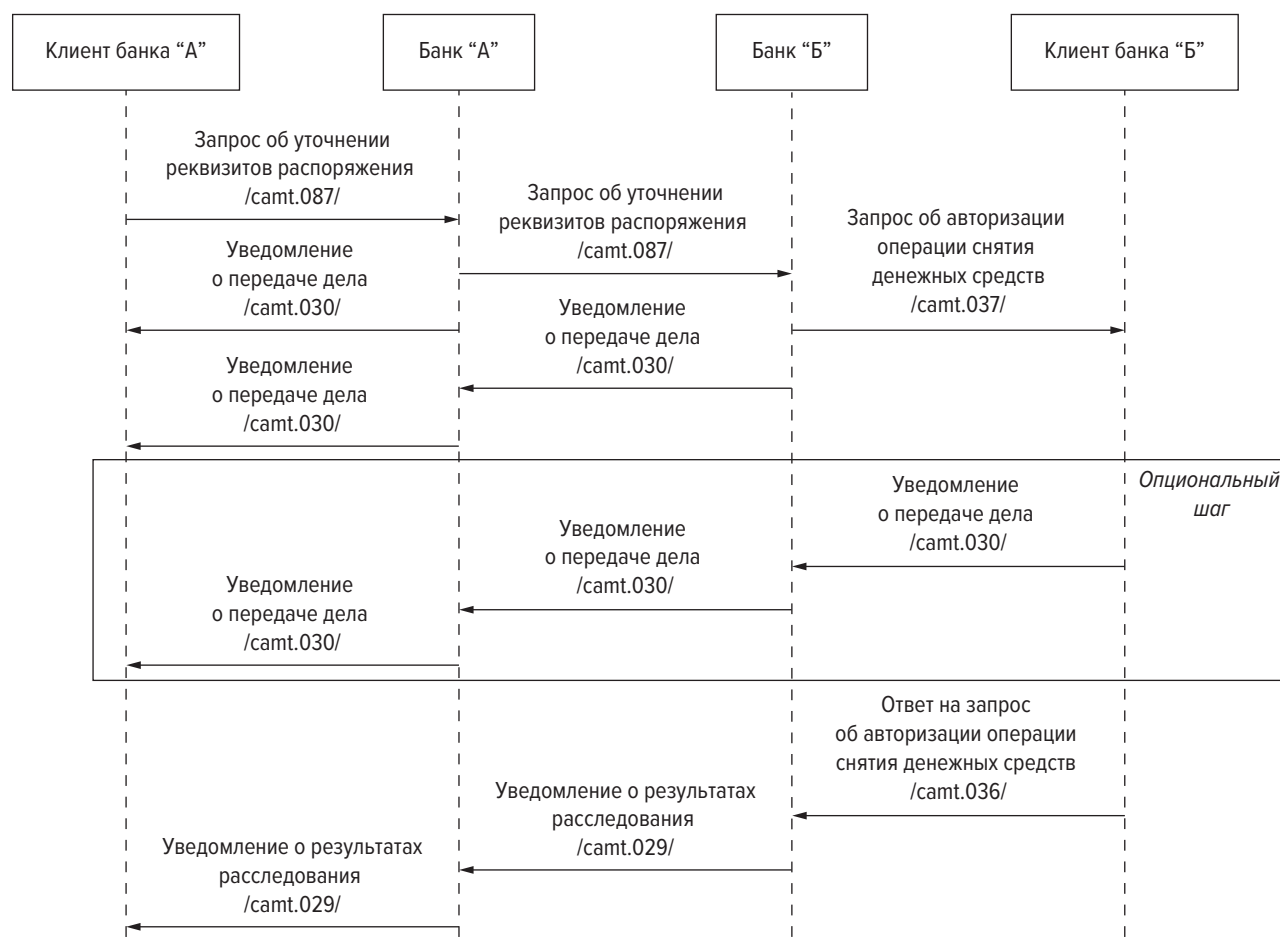 Клиент банка “А”
Банк “А”
Банк “Б”
Клиент банка “Б”
Запрос об уточнении
реквизитов распоряжения
/camt.087/
Запрос об уточнении
реквизитов распоряжения
/camt.087/
Запрос об авторизации
операции снятия
денежных средств
/camt.037/
Уведомление
о передаче дела
/camt.030/
Уведомление
о передаче дела
/camt.030/
Уведомление
о передаче дела
/camt.030/
Опциональный
шаг
Уведомление
о передаче дела
/camt.030/
Уведомление
о передаче дела
/camt.030/
Уведомление
о передаче дела
/camt.030/
Ответ на запрос
об авторизации операции
снятия денежных средств
/camt.036/
Уведомление о результатах
расследования
/camt.029/
Уведомление о результатах
расследования
/camt.029/